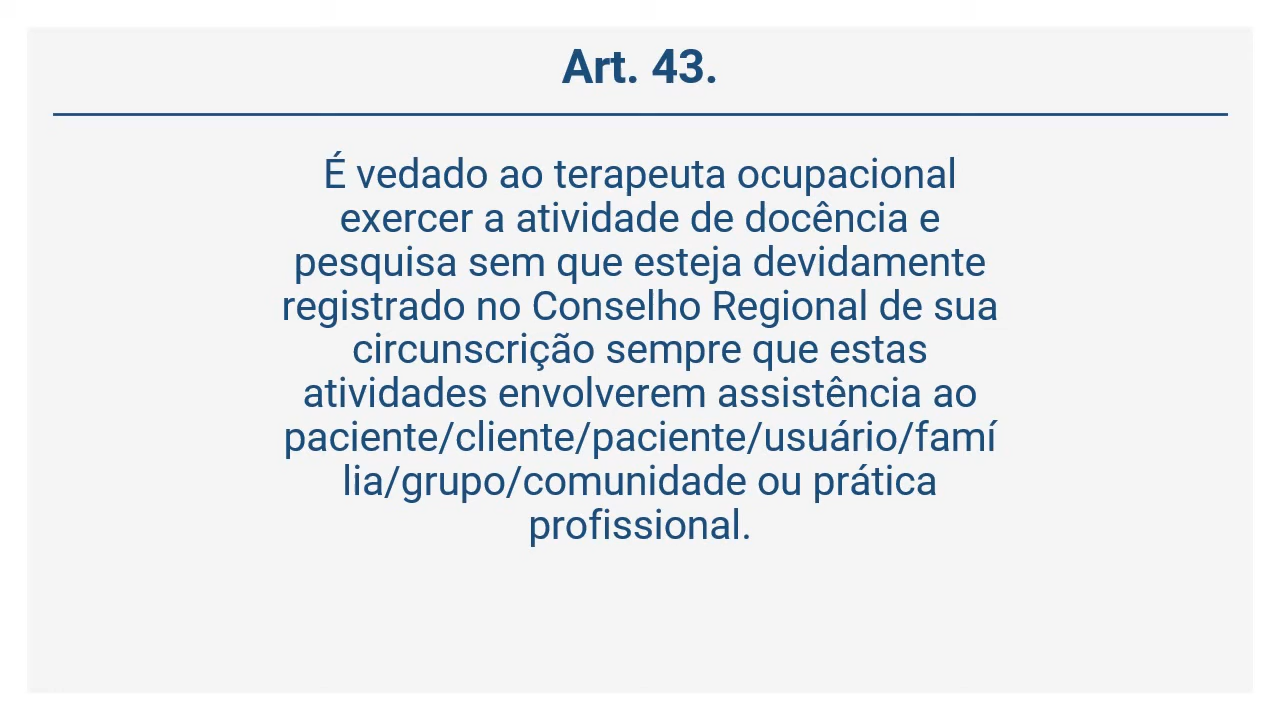 Art. 43.
É vedado ao terapeuta ocupacional
exercer a atividade de docência e
pesquisa sem que esteja devidamente
registrado no Conselho Regional de sua
circunscrição sempre que estas
atividades envolverem assistência ao
paciente/cliente/paciente/usuário/famí
lia/grupo/comunidade ou prática
profissional.